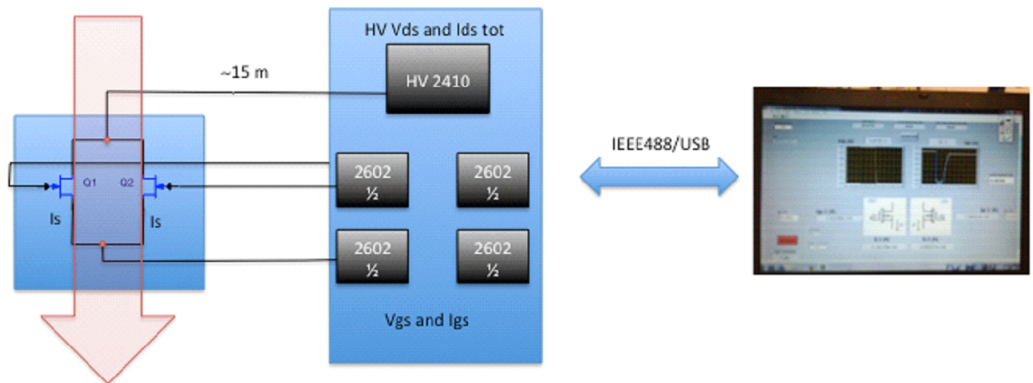 HV Vds and Ids tot
HV 2410
~15 m
IEEE488/USB
Q1
Q2
Is
Is
2602
½
2602
½
2602
½
2602
½
Vgs and Igs